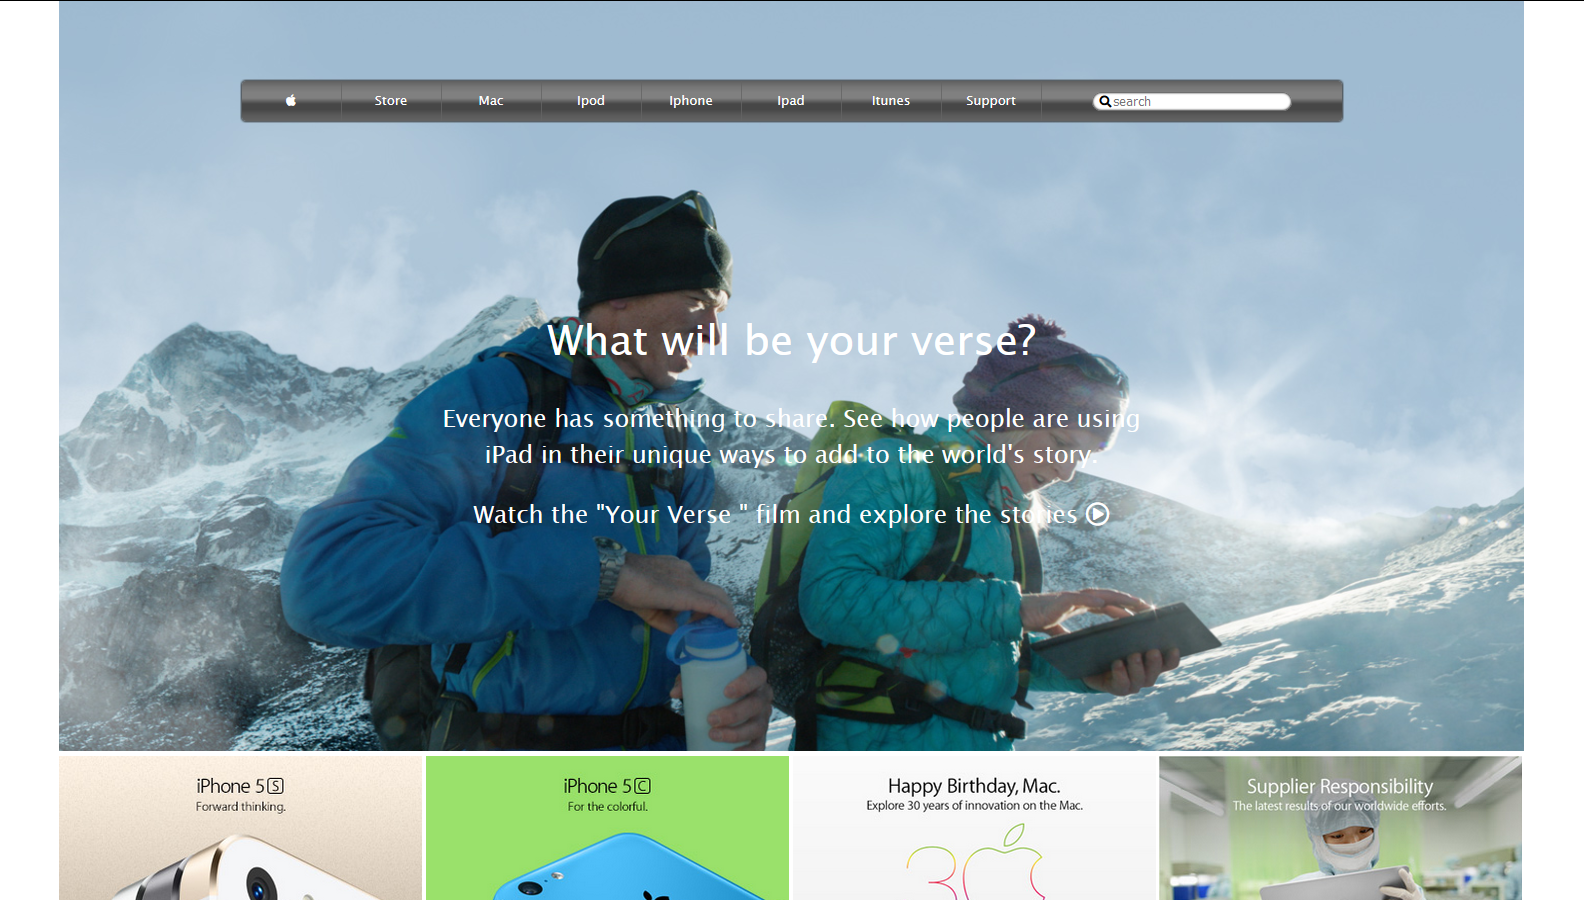 Store Mac Ipod Iphone Ipad Itunes Support search
What will be your verse?
Everyone has something to share. See how people are using
iPad in their unique ways to add to the world's story.
Watch the "Your Verse " film and explore the stories
iPhone 5S
Forward thinking.
iPhone 5C
For the colorful.
Happy Birthday, Mac.
Explore 30 years of innovation on the Mac.
30
Supplier Responsibility
The latest results of our worldwide efforts.